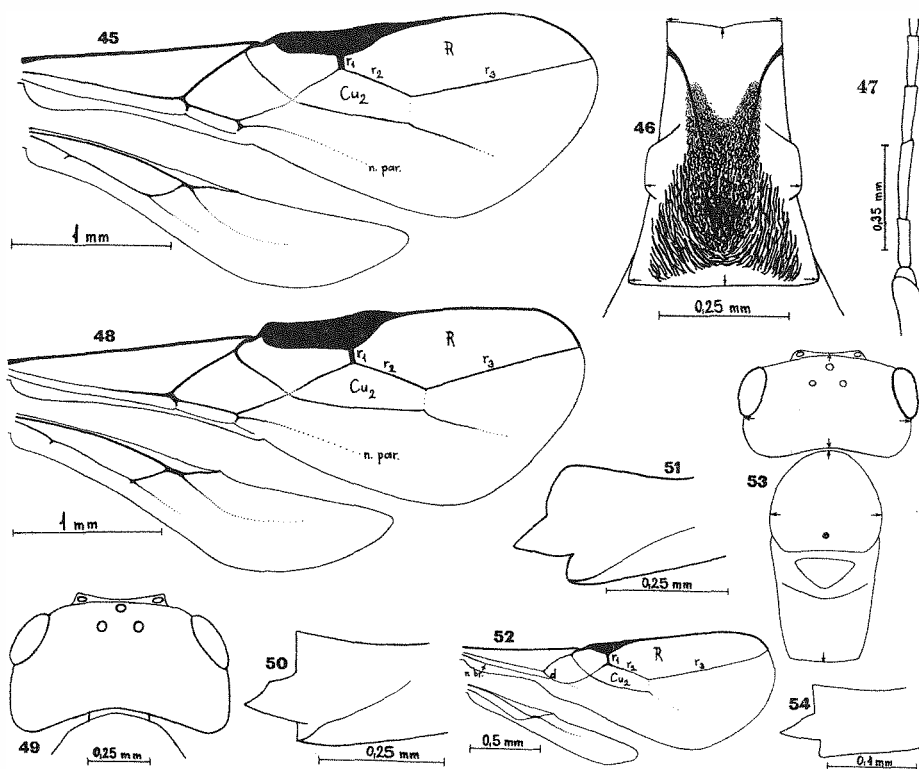 45
R
r1
r2
r3
Cu2
n. par.
1 mm
46
0,25 mm
47
0,35 mm
48
R
r1
r2
r3
Cu2
n. par.
1 mm
49
0,25 mm
50
0,25 mm
51
0,25 mm
52
R
r1
r2
r3
Cu2
d
n. br.
0,5 mm
53
54
0,1 mm